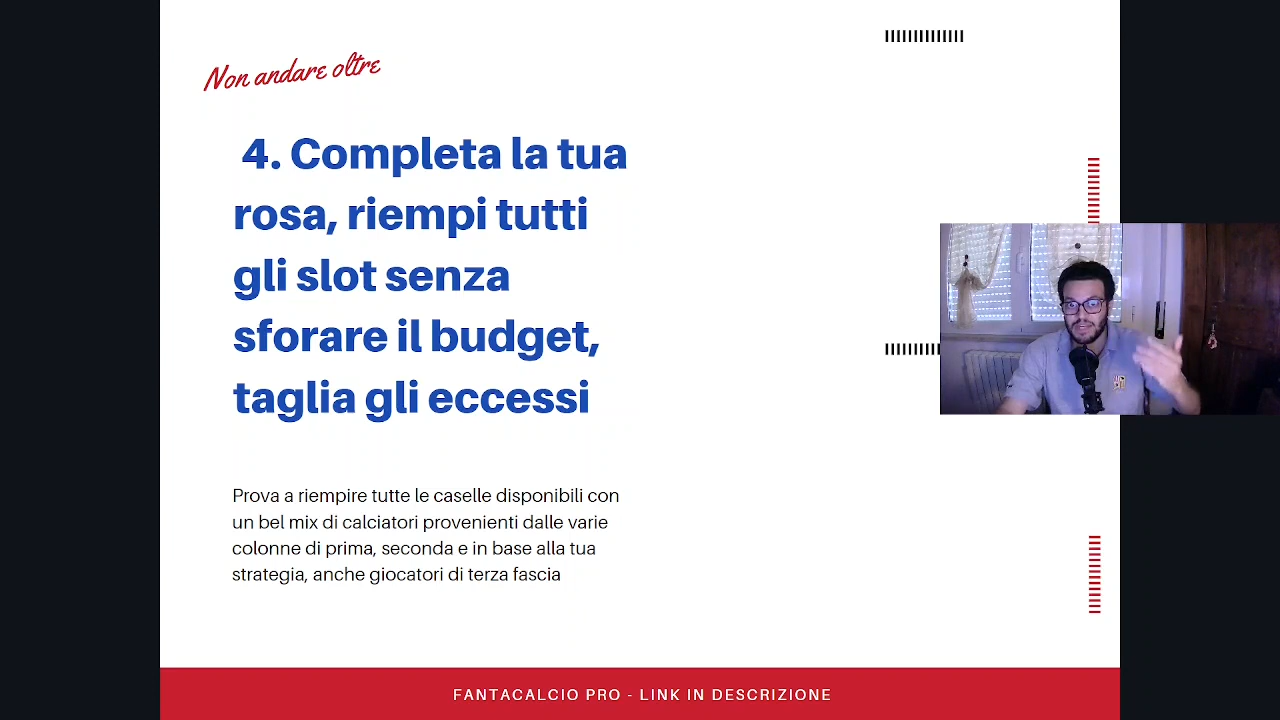 Non andare oltre
4. Completa la tua
rosa, riempi tutti
gli slot senza
sforare il budget,
taglia gli eccessi
Prova a riempire tutte le caselle disponibili con
un bel mix di calciatori provenienti dalle varie
colonne di prima, seconda e in base alla tua
strategia, anche giocatori di terza fascia
FANTACALCIO PRO - LINK IN DESCRIZIONE